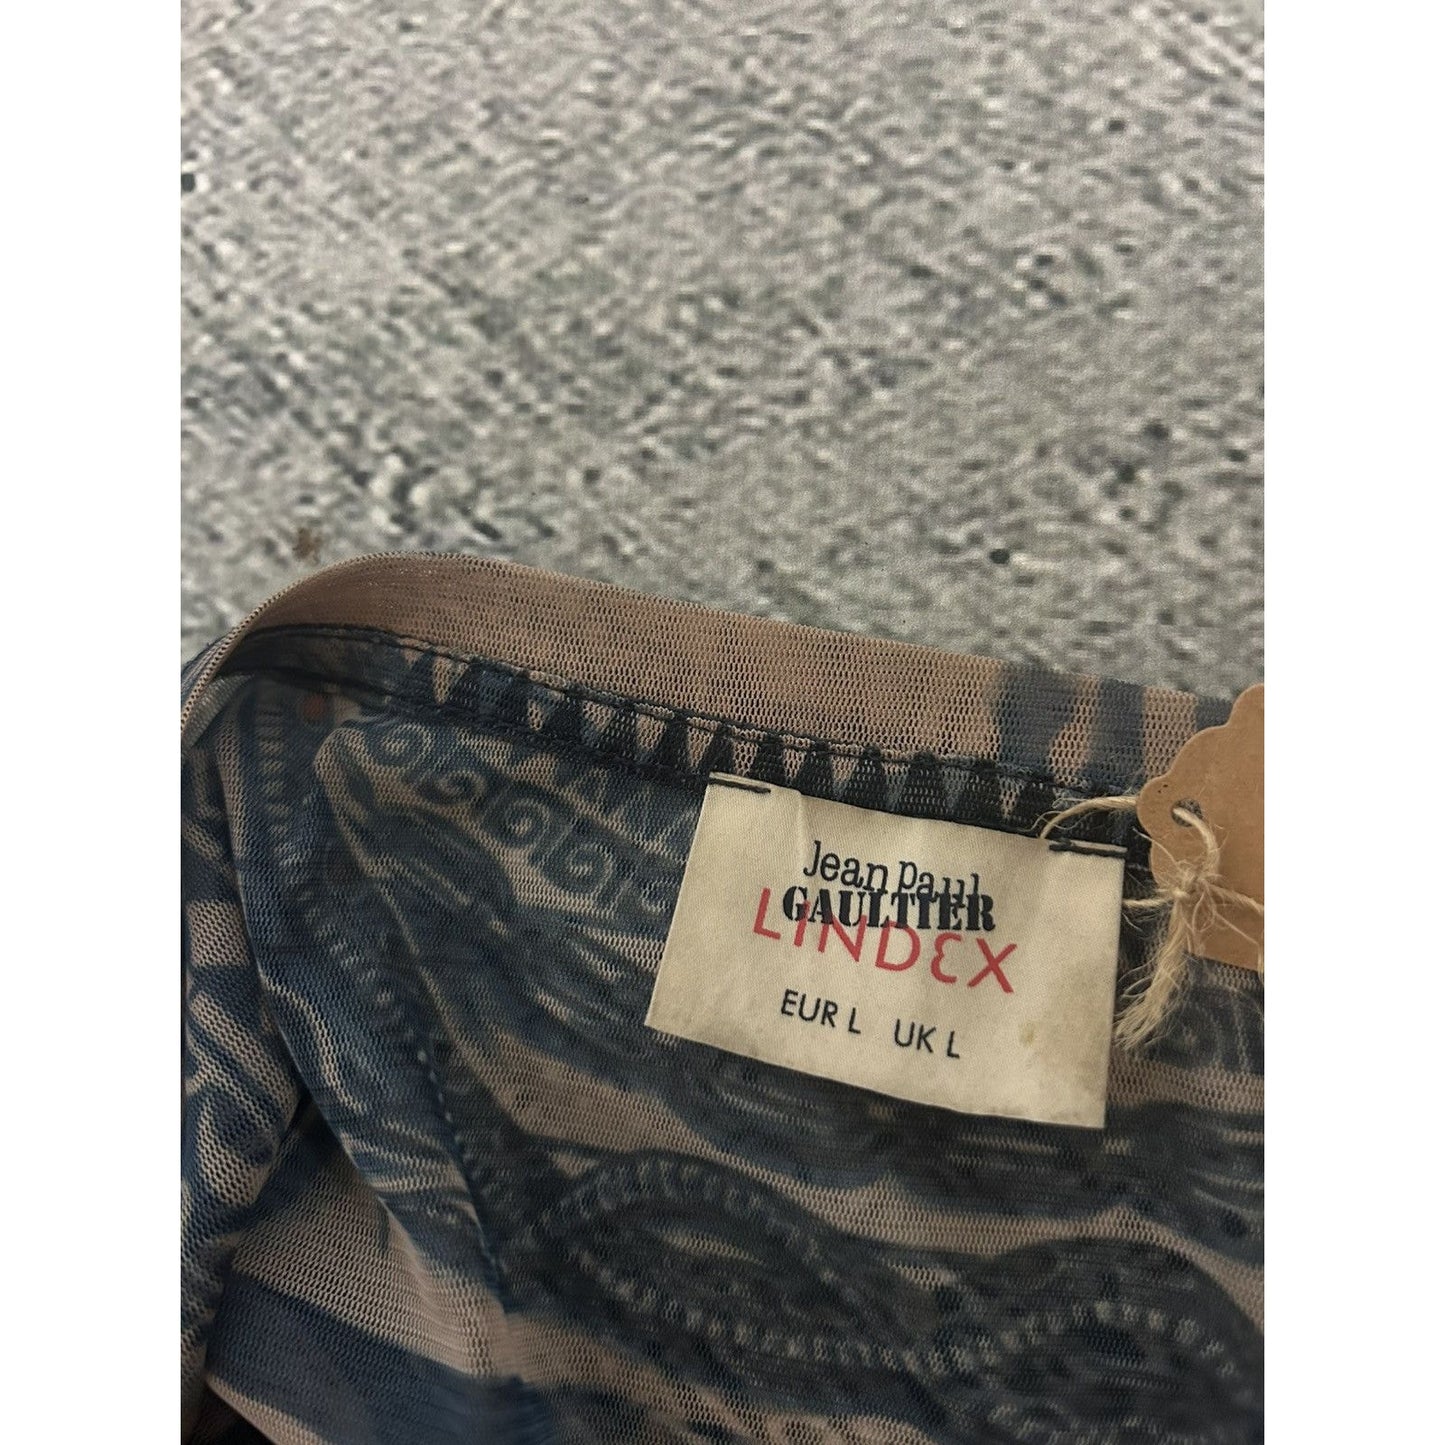 Jean Paul
GAULTIER
LINDEX
EUR L UK L